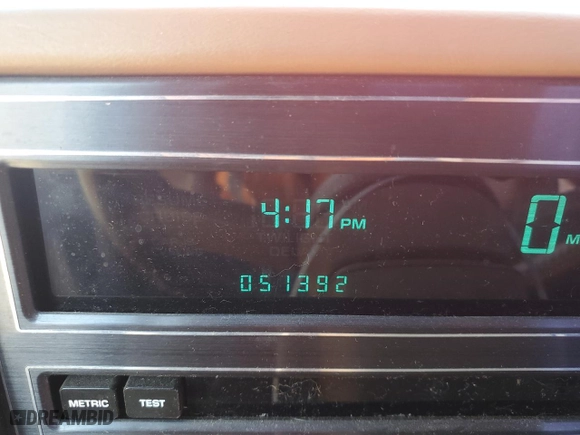 4:17 PM
0 M
051392
METRIC
TEST
DREAMBID